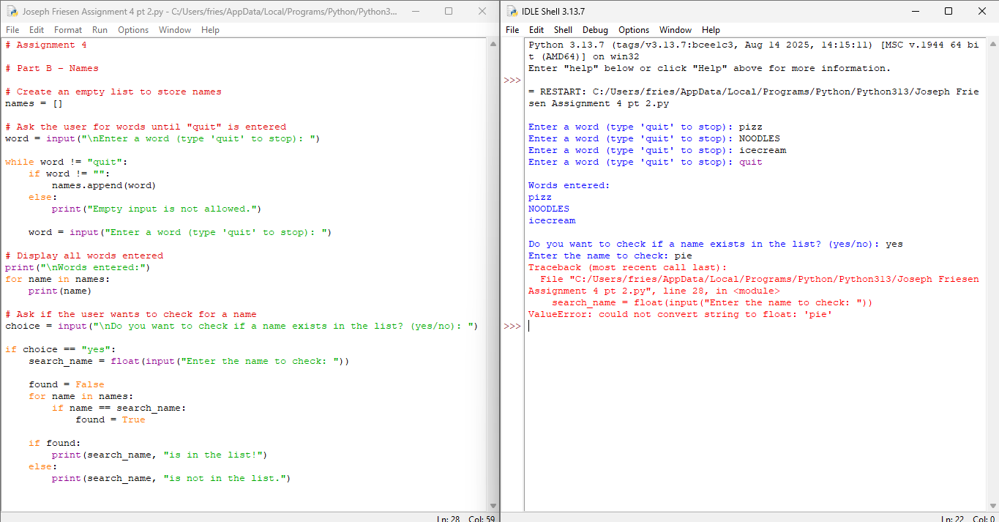 Joseph Friesen Assignment 4 pt 2.py - C:/Users/fries/AppData/Local/Programs/Python/Python3...
File Edit Format Run Options Window Help
# Assignment 4
# Part B - Names
# Create an empty list to store names
names = []
# Ask the user for words until "quit" is entered
word = input("\nEnter a word (type 'quit' to stop): ")
while word != "quit":
    if word != "":
        names.append(word)
    else:
        print("Empty input is not allowed.")
    word = input("Enter a word (type 'quit' to stop): ")
# Display all words entered
print("\nWords entered:")
for name in names:
    print(name)
# Ask if the user wants to check for a name
choice = input("\nDo you want to check if a name exists in the list? (yes/no): ")
if choice == "yes":
    search_name = float(input("Enter the name to check: "))
    found = False
    for name in names:
        if name == search_name:
            found = True
    if found:
        print(search_name, "is in the list!")
    else:
        print(search_name, "is not in the list.")
Ln: 28 Col: 59
IDLE Shell 3.13.7
File Edit Shell Debug Options Window Help
Python 3.13.7 (tags/v3.13.7:bcee1c3, Aug 14 2025, 14:15:11) [MSC v.1944 64 bi
t (AMD64)] on win32
Enter "help" below or click "Help" above for more information.
>>>
= RESTART: C:/Users/fries/AppData/Local/Programs/Python/Python313/Joseph Frie
sen Assignment 4 pt 2.py
Enter a word (type 'quit' to stop): pizz
Enter a word (type 'quit' to stop): NOODLES
Enter a word (type 'quit' to stop): icecream
Enter a word (type 'quit' to stop): quit
Words entered:
pizz
NOODLES
icecream
Do you want to check if a name exists in the list? (yes/no): yes
Enter the name to check: pie
Traceback (most recent call last):
  File "C:/Users/fries/AppData/Local/Programs/Python/Python313/Joseph Friesen
Assignment 4 pt 2.py", line 28, in <module>
    search_name = float(input("Enter the name to check: "))
ValueError: could not convert string to float: 'pie'
>>>
Ln: 22 Col: 0